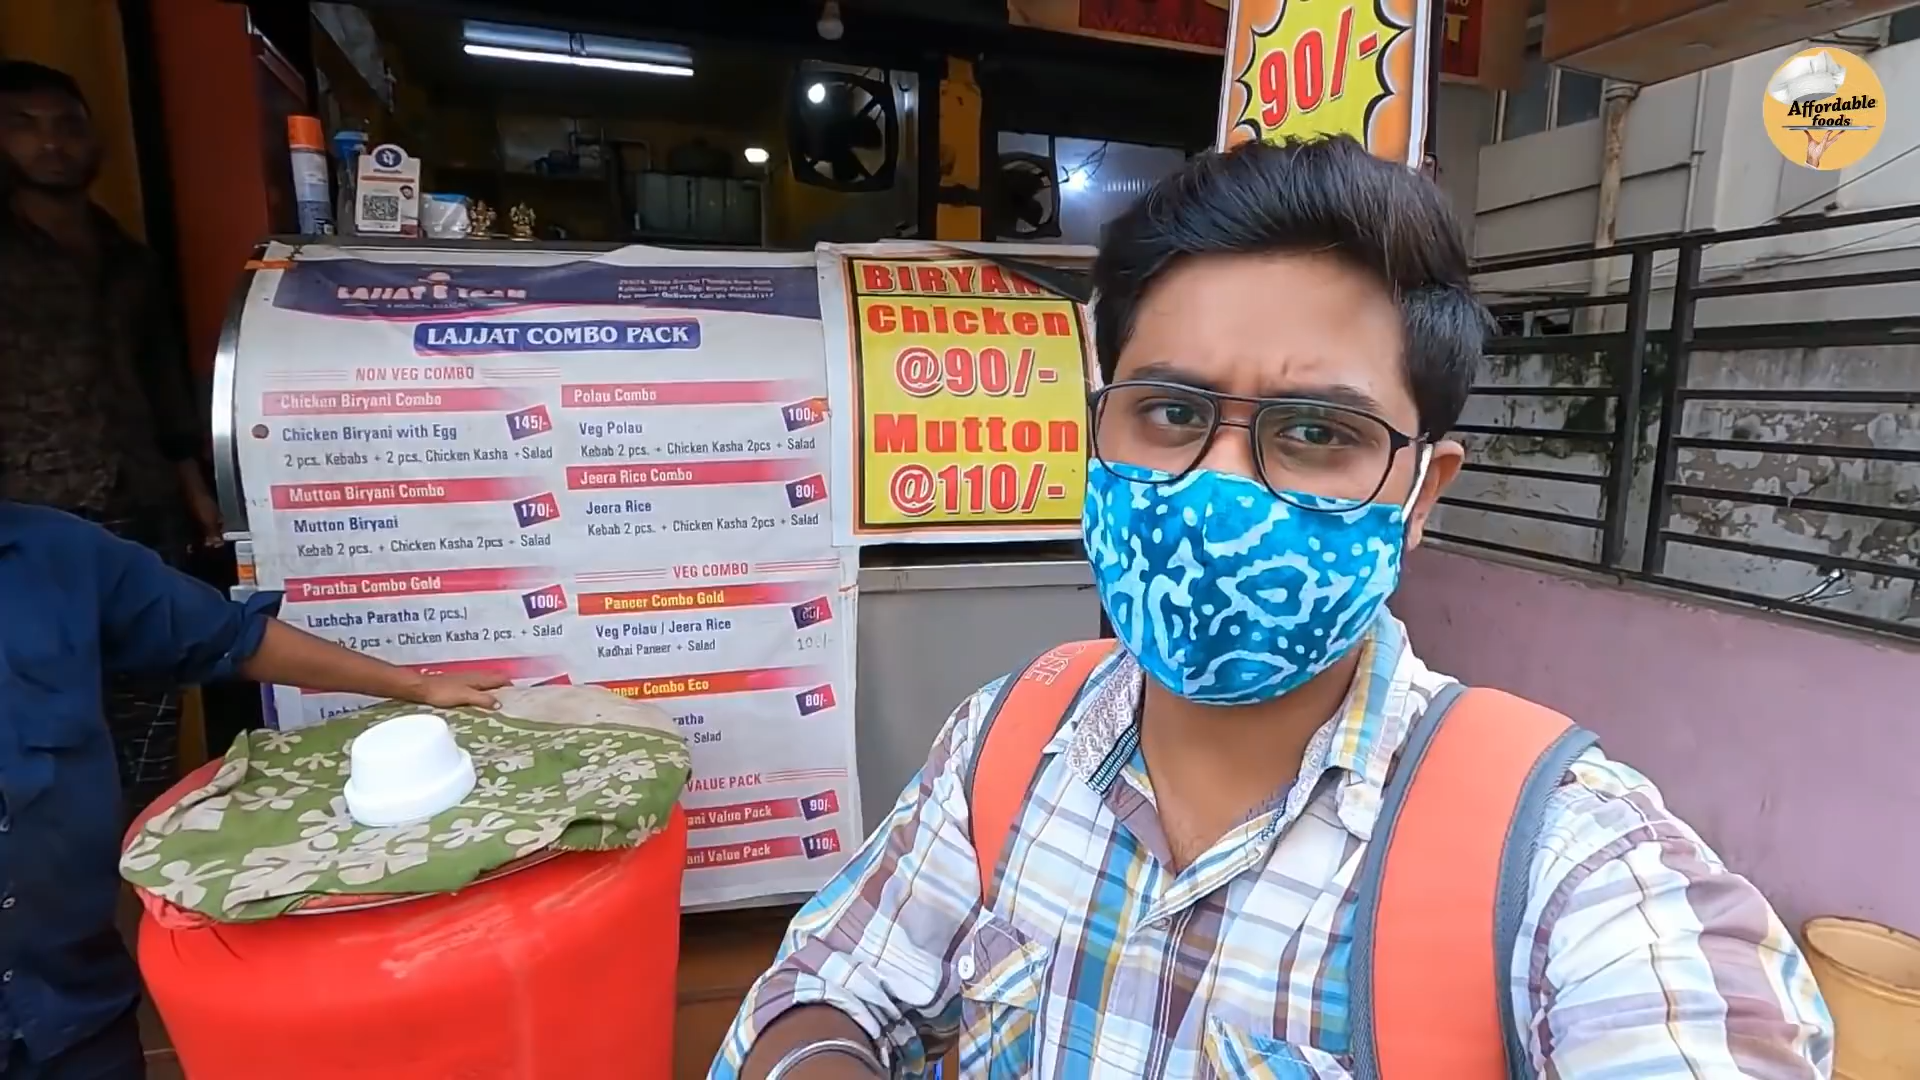 90/-
Affordable
foods
LAJJAT COMBO PACK
NON VEG COMBO
Chicken Biryani Combo
145/-
Chicken Biryani with Egg
2 pcs. Kebabs + 2 pcs. Chicken Kasha + Salad
Mutton Biryani Combo
170/-
Mutton Biryani
Kebab 2 pcs. + Chicken Kasha 2pcs + Salad
Paratha Combo Gold
100/-
Lachcha Paratha (2 pcs.)
2 pcs + Chicken Kasha 2 pcs. + Salad
Polau Combo
100/-
Veg Polau
Kebab 2 pcs. + Chicken Kasha 2pcs + Salad
Jeera Rice Combo
80/-
Jeera Rice
Kebab 2 pcs. + Chicken Kasha 2pcs + Salad
VEG COMBO
Paneer Combo Gold
Veg Polau / Jeera Rice
100/-
Kadhai Paneer + Salad
Combo Eco
80/-
+ Salad
VALUE PACK
Value Pack
90/-
Value Pack
110/-
Chicken
@90/-
Mutton
@110/-